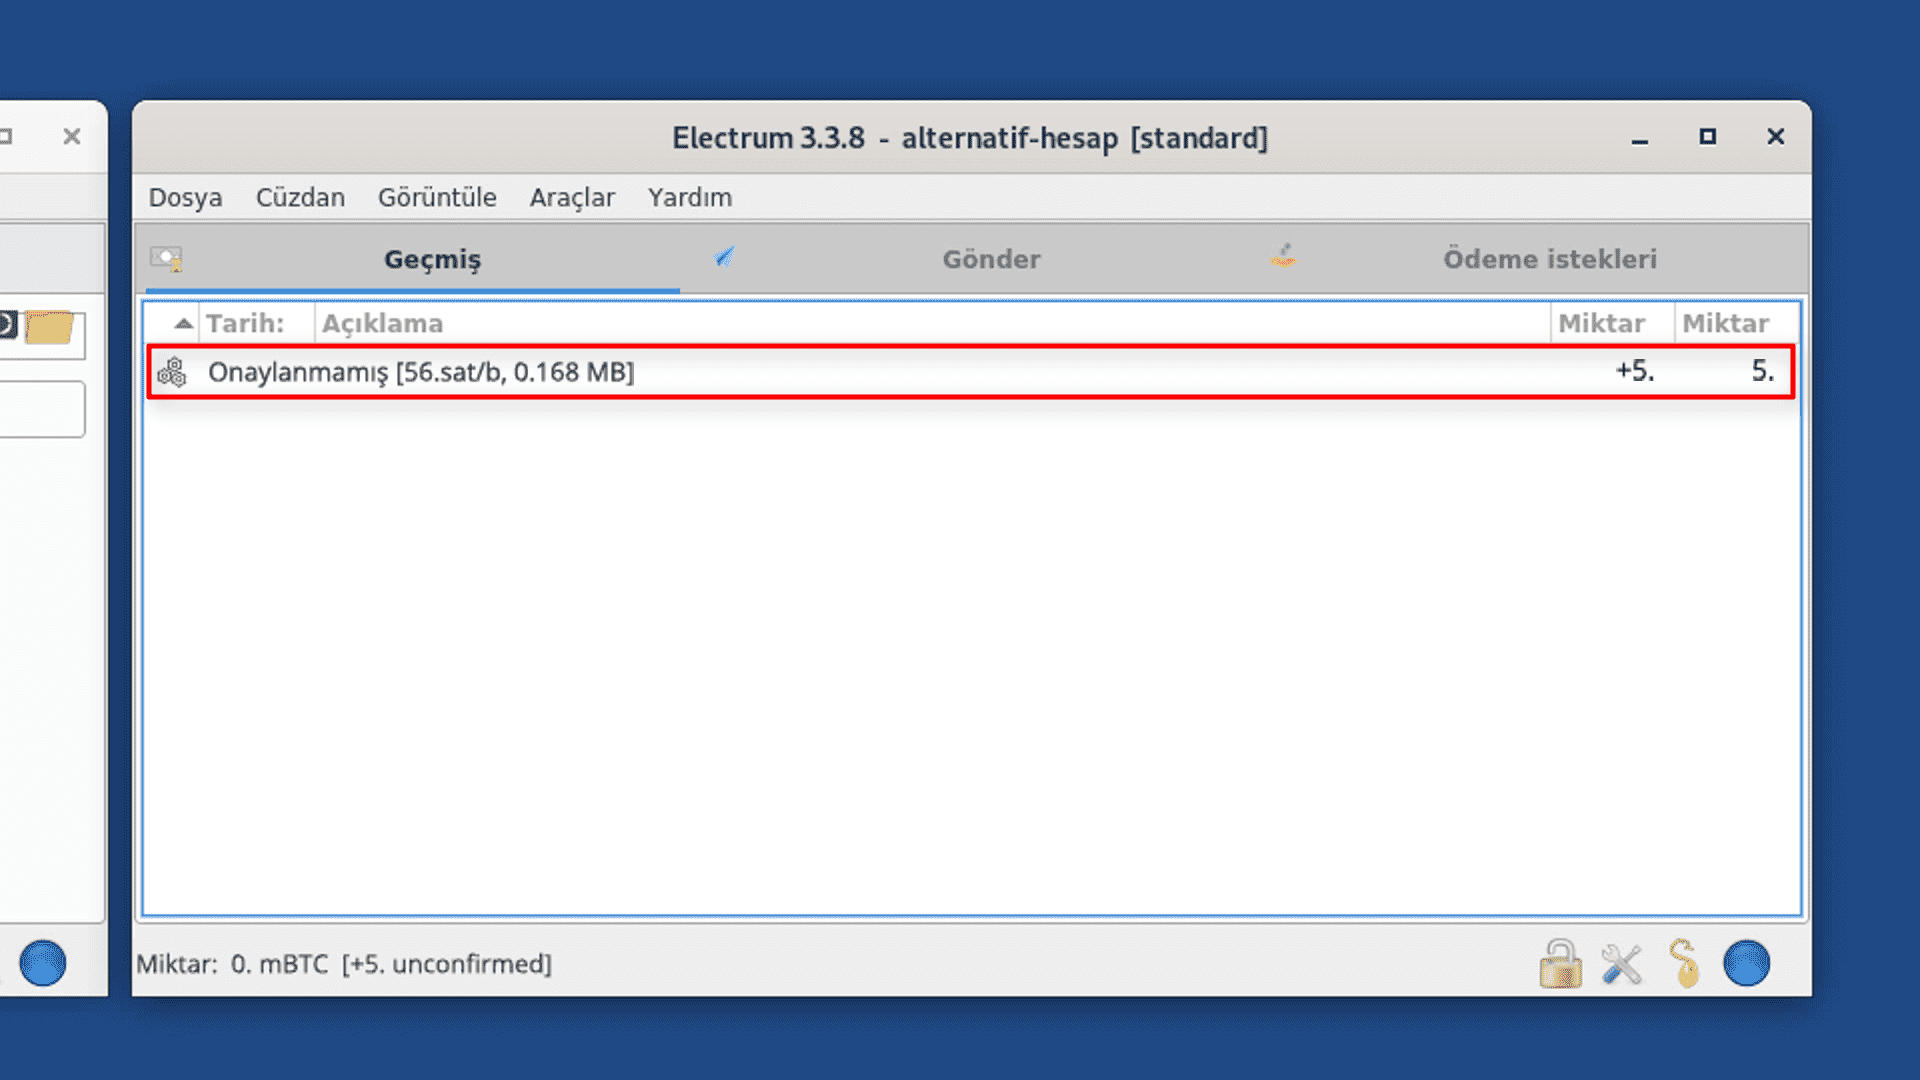 Electrum 3.3.8 - alternatif-hesap [standard]
Dosya Cüzdan Görüntüle Araçlar Yardım
Geçmiş Gönder Ödeme istekleri
Tarih: Açıklama Miktar Miktar
Onaylanmamış [56.sat/b, 0.168 MB] +5. 5.
Miktar: 0. mBTC [+5. unconfirmed]